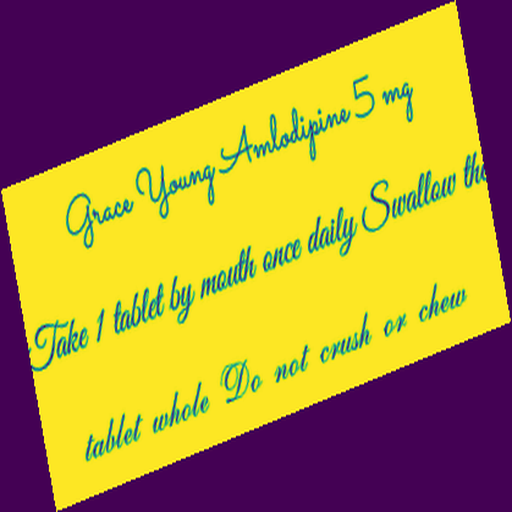 Grace Young Amlodipine 5 mg
Take 1 tablet by mouth once daily Swallow the
tablet whole Do not crush or chew